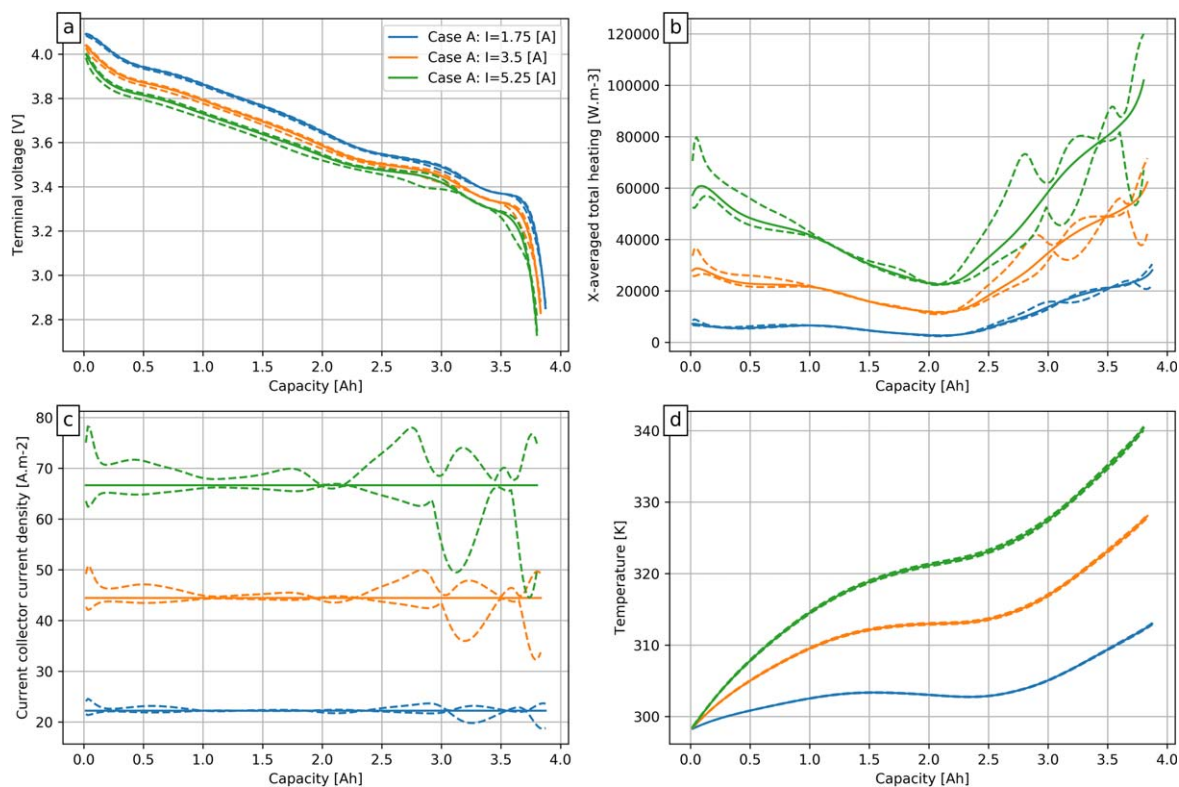 a
Terminal voltage [V]
4.0
3.8
3.6
3.4
3.2
3.0
2.8
Case A: I=1.75 [A]
Case A: I=3.5 [A]
Case A: I=5.25 [A]
0.0 0.5 1.0 1.5 2.0 2.5 3.0 3.5 4.0
Capacity [Ah]
b
X-averaged total heating [W.m-3]
120000
100000
80000
60000
40000
20000
0
0.0 0.5 1.0 1.5 2.0 2.5 3.0 3.5 4.0
Capacity [Ah]
c
Current collector current density [A.m-2]
80
70
60
50
40
30
20
0.0 0.5 1.0 1.5 2.0 2.5 3.0 3.5 4.0
Capacity [Ah]
d
Temperature [K]
340
330
320
310
300
0.0 0.5 1.0 1.5 2.0 2.5 3.0 3.5 4.0
Capacity [Ah]